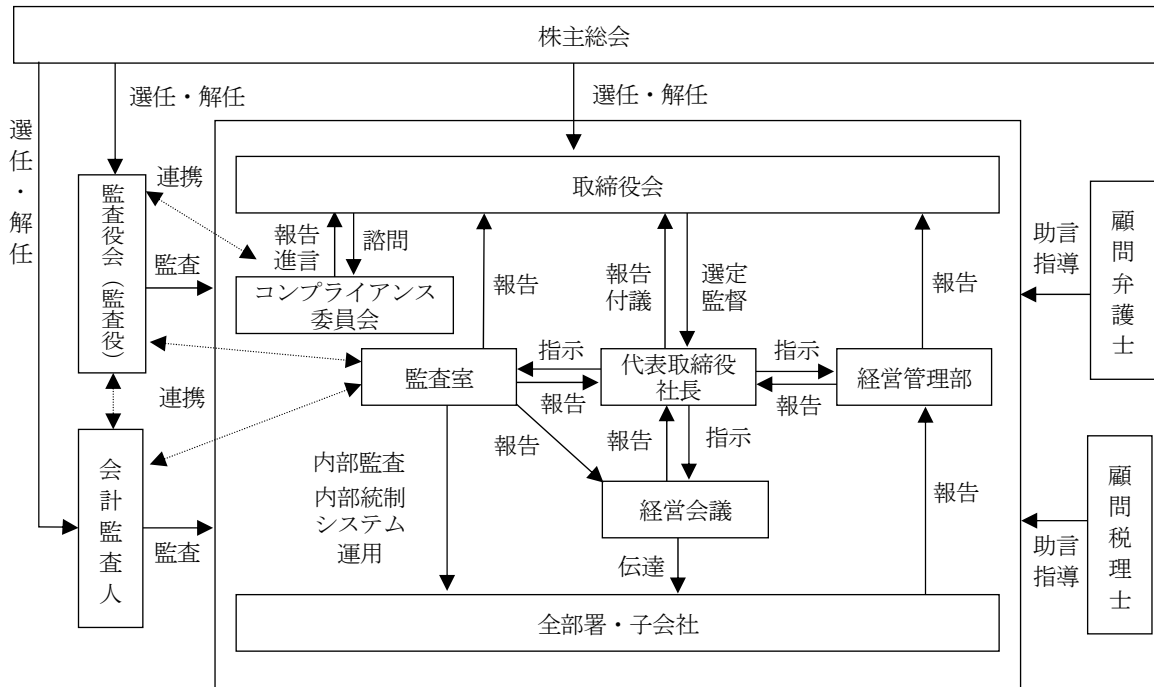 株主総会
選任・解任
選任・解任
選任・解任
連携
取締役会
監査役会（監査役）
報告
進言
諮問
監査
コンプライアンス
委員会
報告
報告
付議
選定
監督
報告
助言
指導
顧問弁護士
監査室
指示
報告
代表取締役
社長
指示
報告
経営管理部
連携
報告
報告
指示
会計監査人
監査
内部監査
内部統制
システム
運用
経営会議
報告
伝達
助言
指導
顧問税理士
全部署・子会社